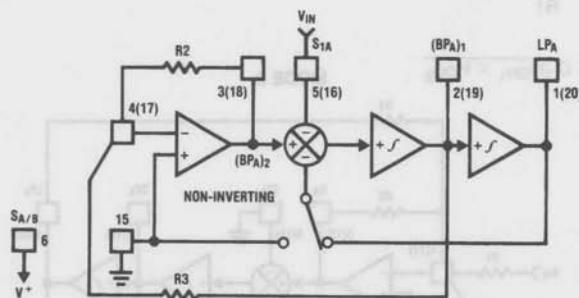 V_IN
S_1A
(BP_A)_1
LP_A
R2
4(17)
3(18)
5(16)
2(19)
1(20)
(BP_A)_2
NON-INVERTING
S_A/B
6
V+
15
R3